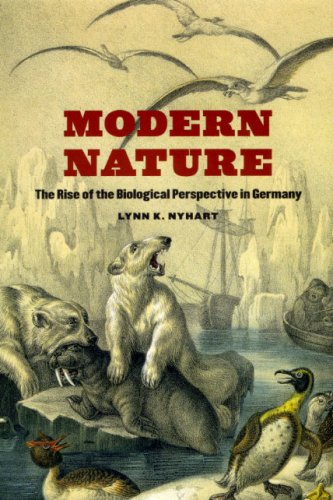 MODERN
NATURE
The Rise of the Biological Perspective in Germany
LYNN K. NYHART